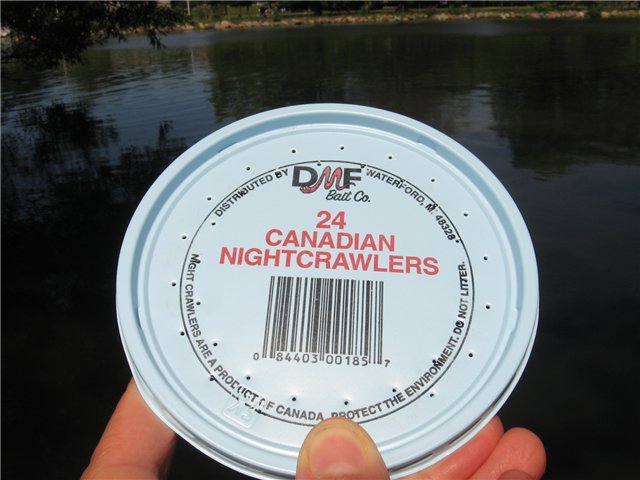 DISTRIBUTED BY
DMF
Bait Co.
WATERFORD, MI. 48328
24
CANADIAN
NIGHTCRAWLERS
0 84403 00185 7
NIGHT CRAWLERS ARE A PRODUCT OF CANADA. PROTECT THE ENVIRONMENT. DO NOT LITTER.